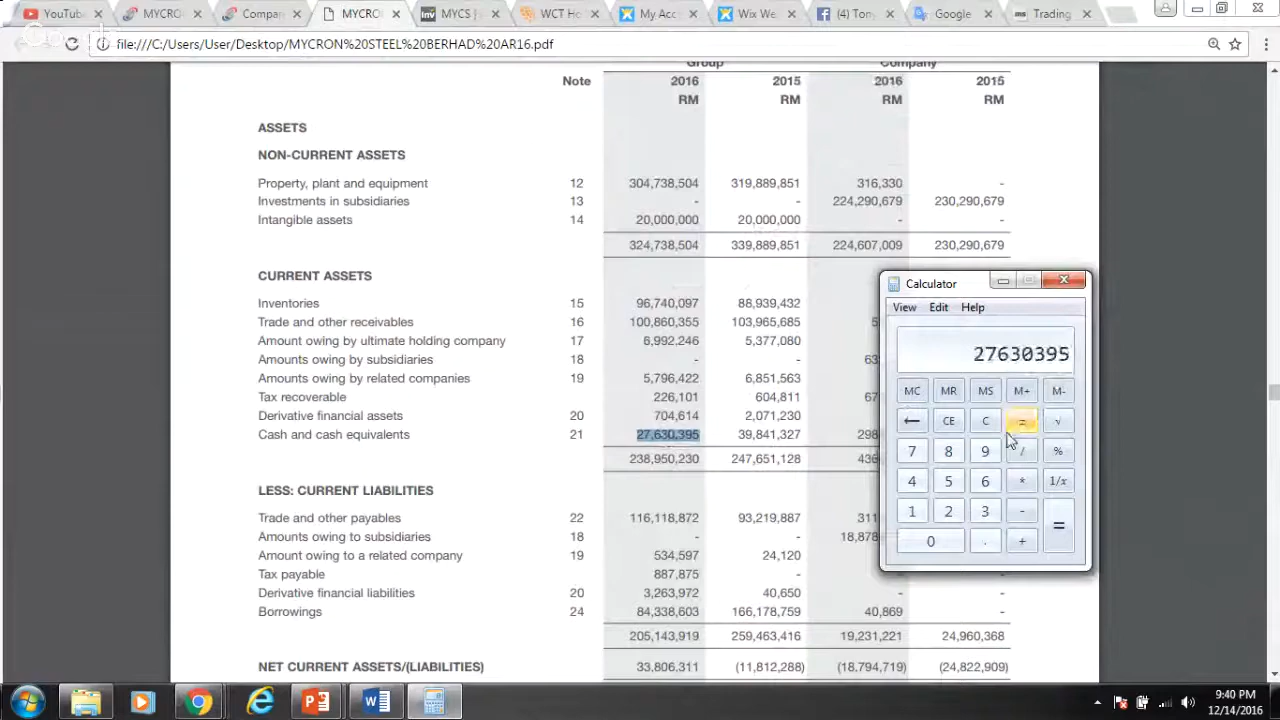 YouTub
MYCRO
Compan
MYCRO
Inv MYCS |
WCT Ho
My Acc
Wix We
(4) Ton
Google
ms Trading
file:///C:/Users/User/Desktop/MYCRON%20STEEL%20BERHAD%20AR16.pdf
Group Company
Note 2016 2015 2016 2015
RM RM RM RM
ASSETS
NON-CURRENT ASSETS
Property, plant and equipment 12 304,738,504 319,889,851 316,330 -
Investments in subsidiaries 13 - - 224,290,679 230,290,679
Intangible assets 14 20,000,000 20,000,000 - -
324,738,504 339,889,851 224,607,009 230,290,679
CURRENT ASSETS
Inventories 15 96,740,097 88,939,432
Trade and other receivables 16 100,860,355 103,965,685 5
Amount owing by ultimate holding company 17 6,992,246 5,377,080
Amounts owing by subsidiaries 18 - - 63
Amounts owing by related companies 19 5,796,422 6,851,563
Tax recoverable 226,101 604,811 67
Derivative financial assets 20 704,614 2,071,230
Cash and cash equivalents 21 27,630,395 39,841,327 298
238,950,230 247,651,128 436
LESS: CURRENT LIABILITIES
Trade and other payables 22 116,118,872 93,219,887 311
Amounts owing to subsidiaries 18 - - 18,878
Amount owing to a related company 19 534,597 24,120
Tax payable 887,875 - - -
Derivative financial liabilities 20 3,263,972 40,650 - -
Borrowings 24 84,338,603 166,178,759 40,869 -
205,143,919 259,463,416 19,231,221 24,960,368
NET CURRENT ASSETS/(LIABILITIES) 33,806,311 (11,812,288) (18,794,719) (24,822,909)
Calculator
View Edit Help
27630395
MC MR MS M+ M-
← CE C = √
7 8 9 / %
4 5 6 * 1/x
1 2 3 - =
0 . +
9:40 PM
12/14/2016